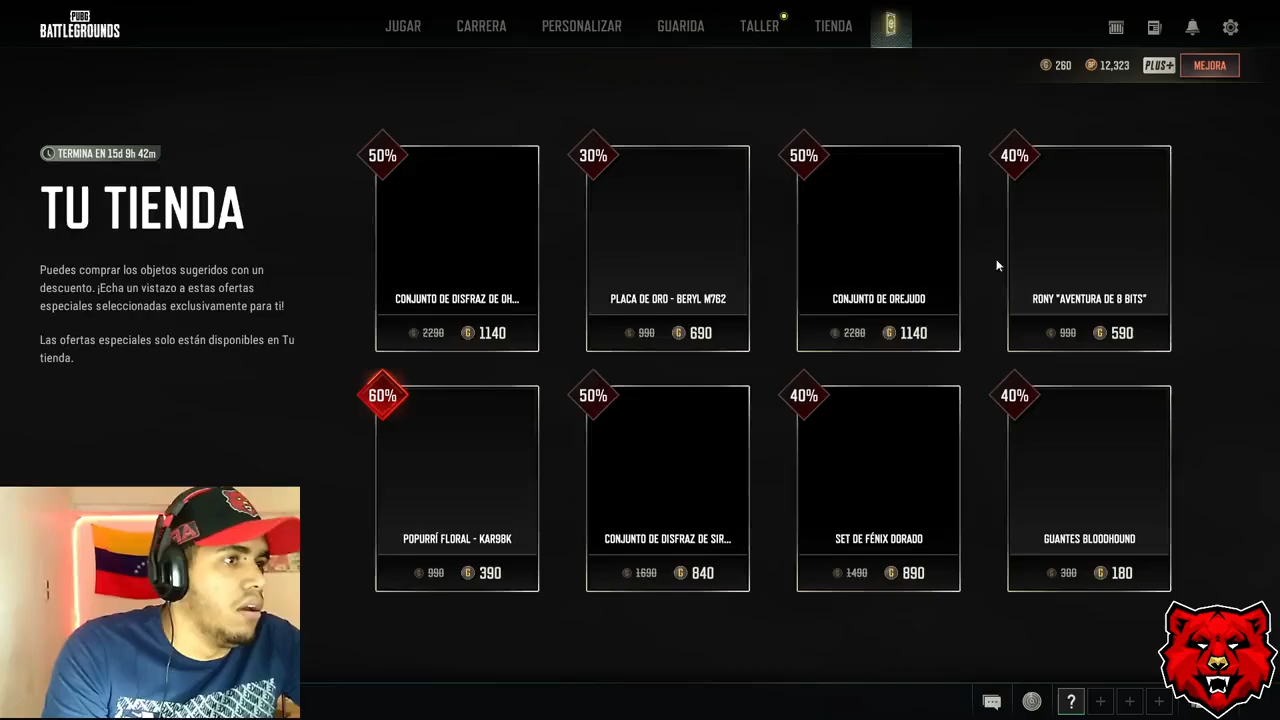 PUBG
BATTLEGROUNDS
JUGAR
CARRERA
PERSONALIZAR
GUARIDA
TALLER
TIENDA
G 260
BP 12,323
PLUS+
MEJORA
TERMINA EN 15d 9h 42m
TU TIENDA
Puedes comprar los objetos sugeridos con un
descuento. ¡Echa un vistazo a estas ofertas
especiales seleccionadas exclusivamente para ti!
Las ofertas especiales solo están disponibles en Tu
tienda.
50%
CONJUNTO DE DISFRAZ DE OH...
G 2290 G 1140
30%
PLACA DE ORO - BERYL M762
G 990 G 690
50%
CONJUNTO DE OREJUDO
G 2280 G 1140
40%
RONY "AVENTURA DE 8 BITS"
G 990 G 590
60%
POPURRÍ FLORAL - KAR98K
G 990 G 390
50%
CONJUNTO DE DISFRAZ DE SIR...
G 1690 G 840
40%
SET DE FÉNIX DORADO
G 1490 G 890
40%
GUANTES BLOODHOUND
G 300 G 180
?